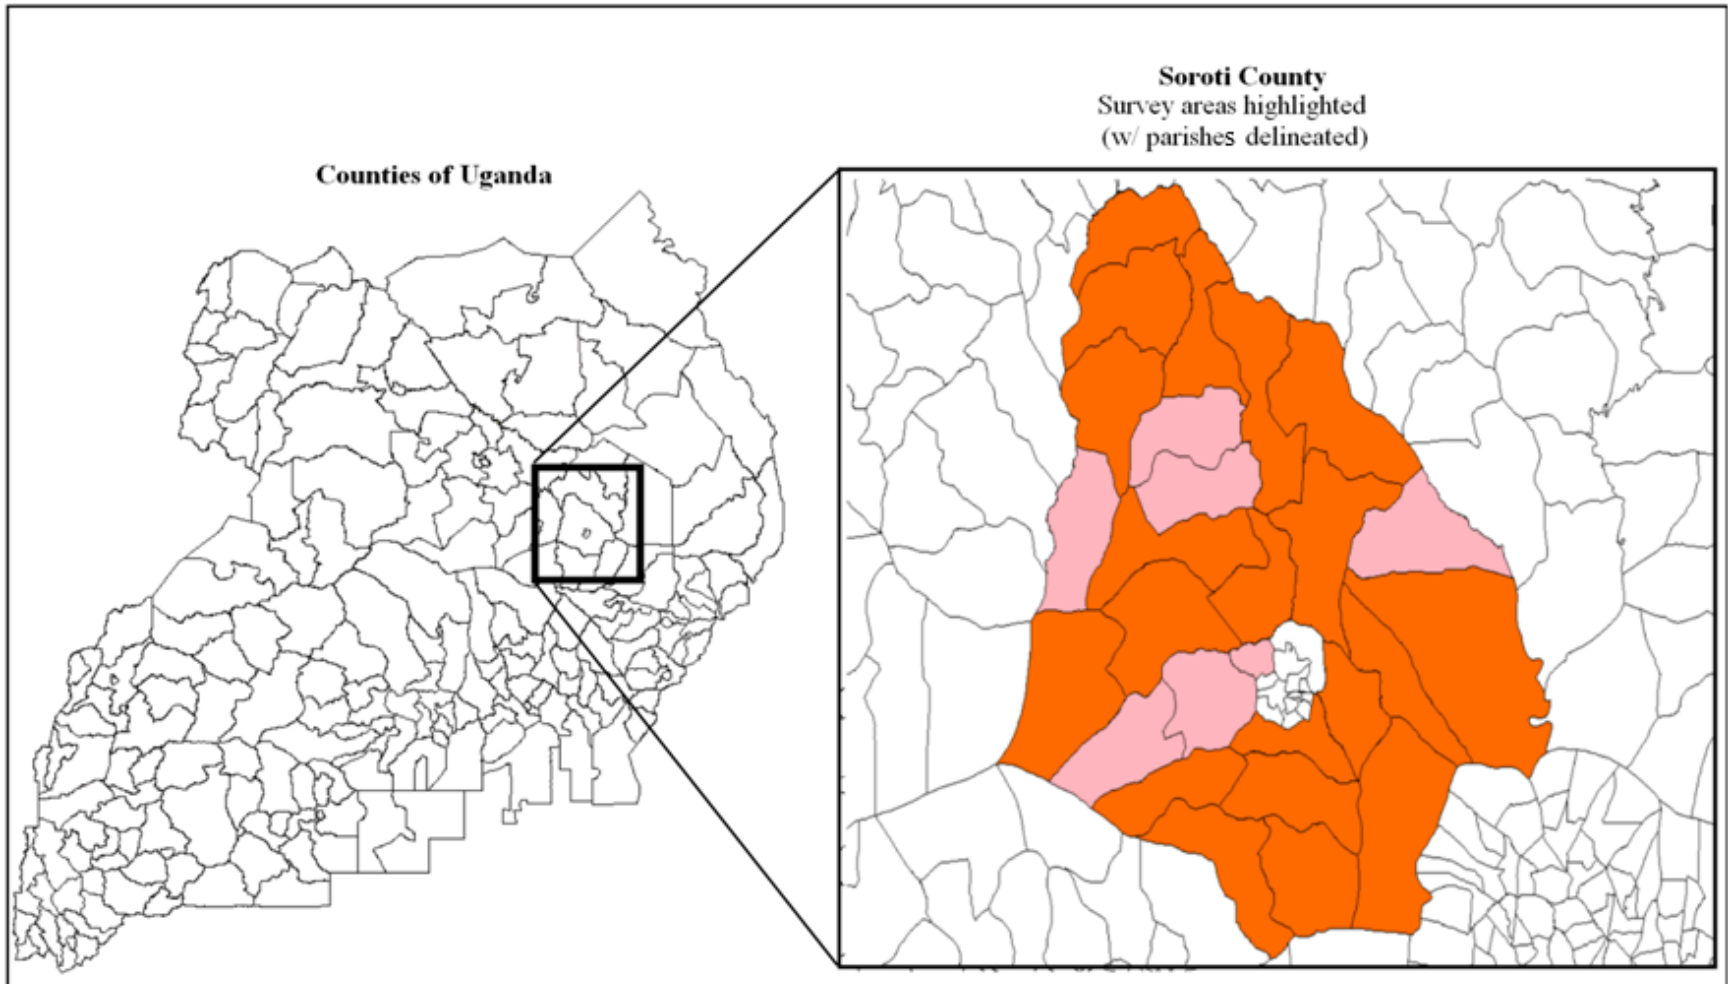 Soroti County
Survey areas highlighted
(w/ parishes delineated)
Counties of Uganda